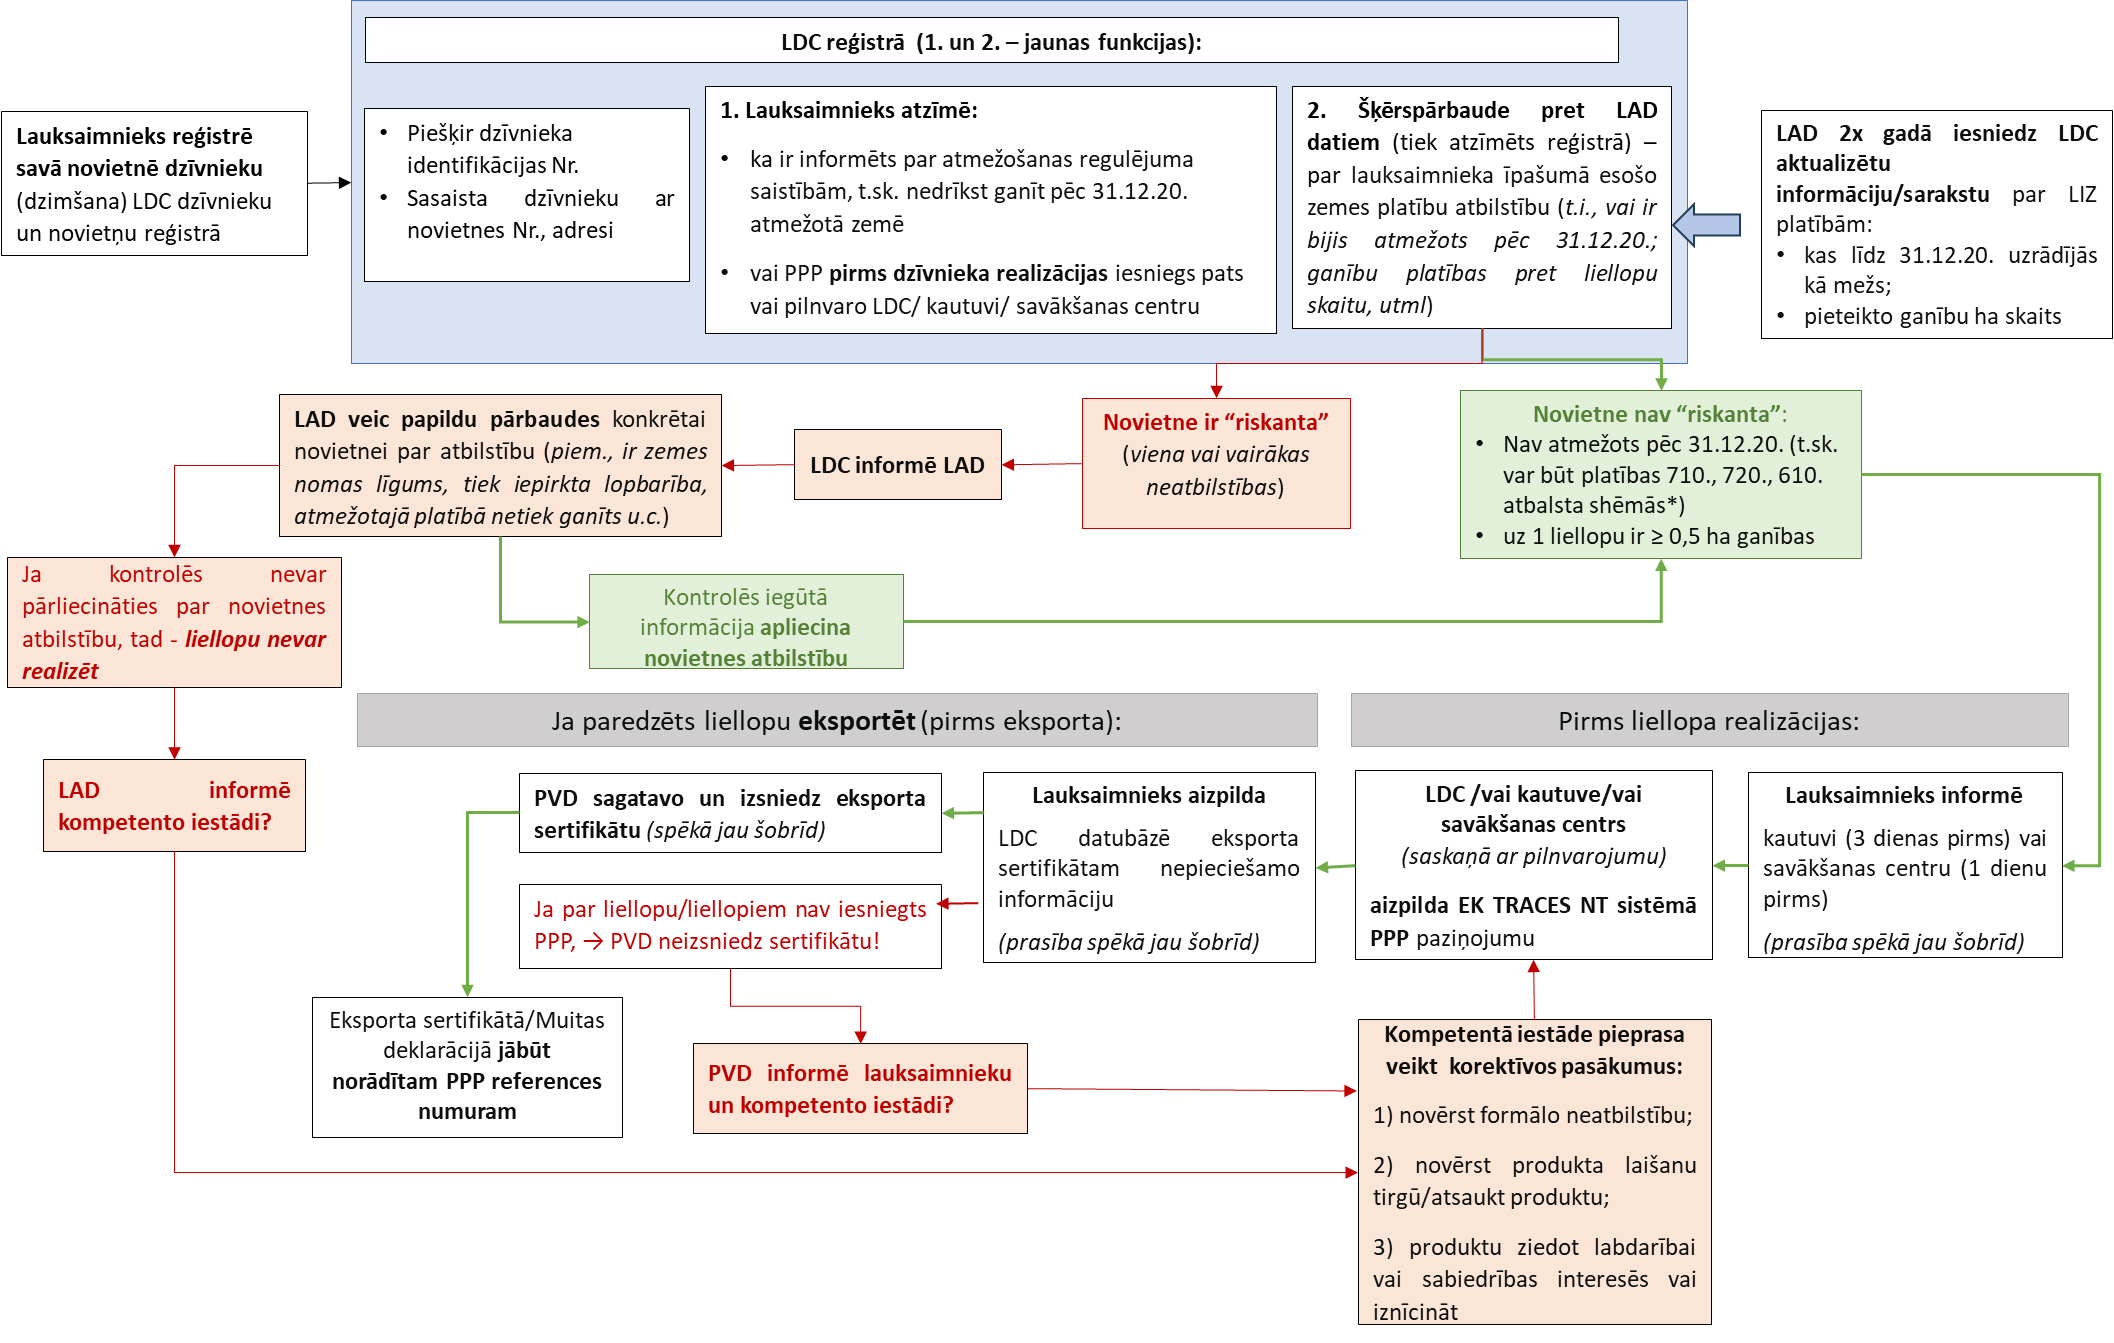 LDC reģistrā  (1. un 2. – jaunas funkcijas):
Lauksaimnieks reģistrē
savā novietnē dzīvnieku
(dzimšana) LDC dzīvnieku
un novietņu reģistrā
• Piešķir dzīvnieka
identifikācijas Nr.
• Sasaista dzīvnieku ar
novietnes Nr., adresi
1. Lauksaimnieks atzīmē:
• ka ir informēts par atmežošanas regulējuma
saistībām, t.sk. nedrīkst ganīt pēc 31.12.20.
atmežotā zemē
• vai PPP pirms dzīvnieka realizācijas iesniegs pats
vai pilnvaro LDC/ kautuvi/ savākšanas centru
2. Šķērspārbaude pret LAD
datiem (tiek atzīmēts reģistrā) –
par lauksaimnieka īpašumā esošo
zemes platību atbilstību (t.i., vai ir
bijis atmežots pēc 31.12.20.;
ganību platības pret liellopu
skaitu, utml)
LAD 2x gadā iesniedz LDC
aktualizētu
informāciju/sarakstu par LIZ
platībām:
• kas līdz 31.12.20. uzrādījās
kā mežs;
• pieteikto ganību ha skaits
LAD veic papildu pārbaudes konkrētai
novietnei par atbilstību (piem., ir zemes
nomas līgums, tiek iepirkta lopbarība,
atmežotajā platībā netiek ganīts u.c.)
LDC informē LAD
Novietne ir “riskanta”
(viena vai vairākas
neatbilstības)
Novietne nav “riskanta”:
• Nav atmežots pēc 31.12.20. (t.sk.
var būt platības 710., 720., 610.
atbalsta shēmās*)
• uz 1 liellopu ir ≥ 0,5 ha ganības
Ja kontrolēs nevar
pārliecināties par novietnes
atbilstību, tad - liellopu nevar
realizēt
Kontrolēs iegūtā
informācija apliecina
novietnes atbilstību
Ja paredzēts liellopu eksportēt (pirms eksporta):
Pirms liellopa realizācijas:
LAD informē
kompetento iestādi?
PVD sagatavo un izsniedz eksporta
sertifikātu (spēkā jau šobrīd)
Ja par liellopu/liellopiem nav iesniegts
PPP, → PVD neizsniedz sertifikātu!
Lauksaimnieks aizpilda
LDC datubāzē eksporta
sertifikātam nepieciešamo
informāciju
(prasība spēkā jau šobrīd)
LDC /vai kautuve/vai
savākšanas centrs
(saskaņā ar pilnvarojumu)
aizpilda EK TRACES NT sistēmā
PPP paziņojumu
Lauksaimnieks informē
kautuvi (3 dienas pirms) vai
savākšanas centru (1 dienu
pirms)
(prasība spēkā jau šobrīd)
Eksporta sertifikātā/Muitas
deklarācijā jābūt
norādītam PPP references
numuram
PVD informē lauksaimnieku
un kompetento iestādi?
Kompetentā iestāde pieprasa
veikt  korektīvos pasākumus:
1) novērst formālo neatbilstību;
2) novērst produkta laišanu
tirgū/atsaukt produktu;
3) produktu ziedot labdarībai
vai sabiedrības interesēs vai
iznīcināt